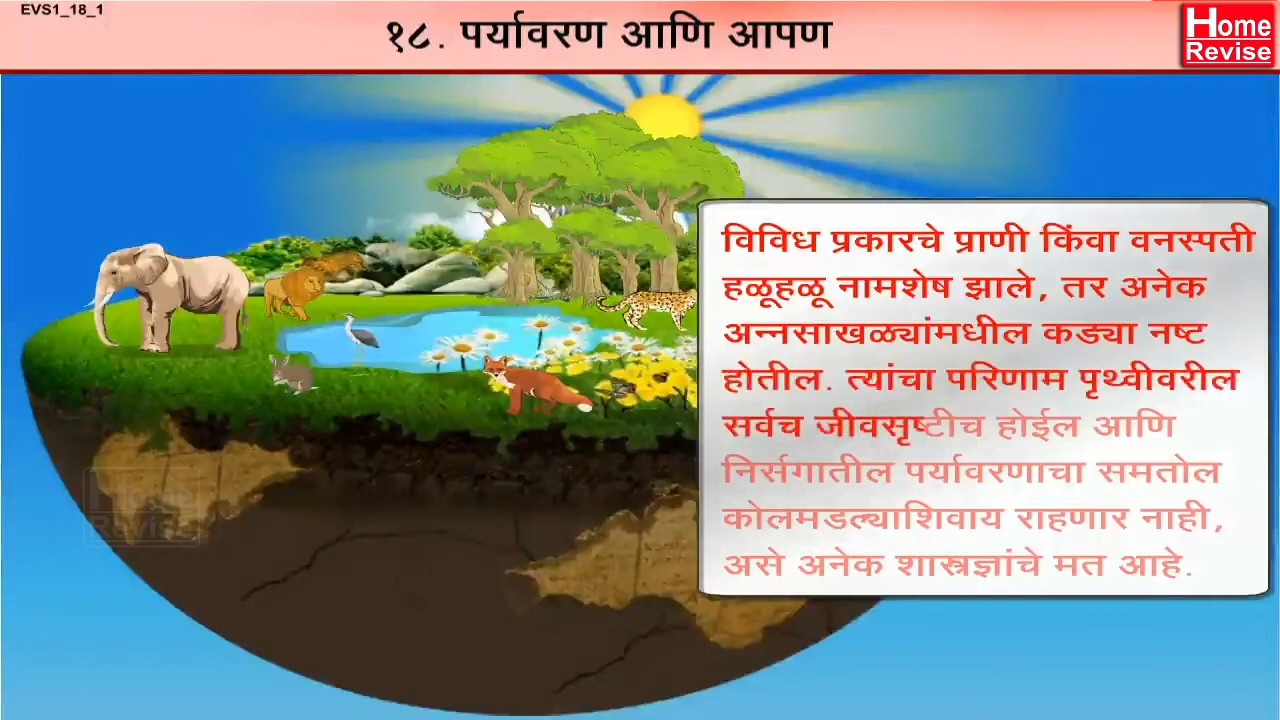 EVS1_18_1
१८. पर्यावरण आणि आपण
Home
Revise
विविध प्रकारचे प्राणी किंवा वनस्पती
हळूहळू नामशेष झाले, तर अनेक
अन्नसाखळ्यांमधील कड्या नष्ट
होतील. त्यांचा परिणाम पृथ्वीवरील
सर्वच जीवसृष्टीच होईल आणि
निर्सगातील पर्यावरणाचा समतोल
कोलमडल्याशिवाय राहणार नाही,
असे अनेक शास्त्रज्ञांचे मत आहे.
Home
Revise